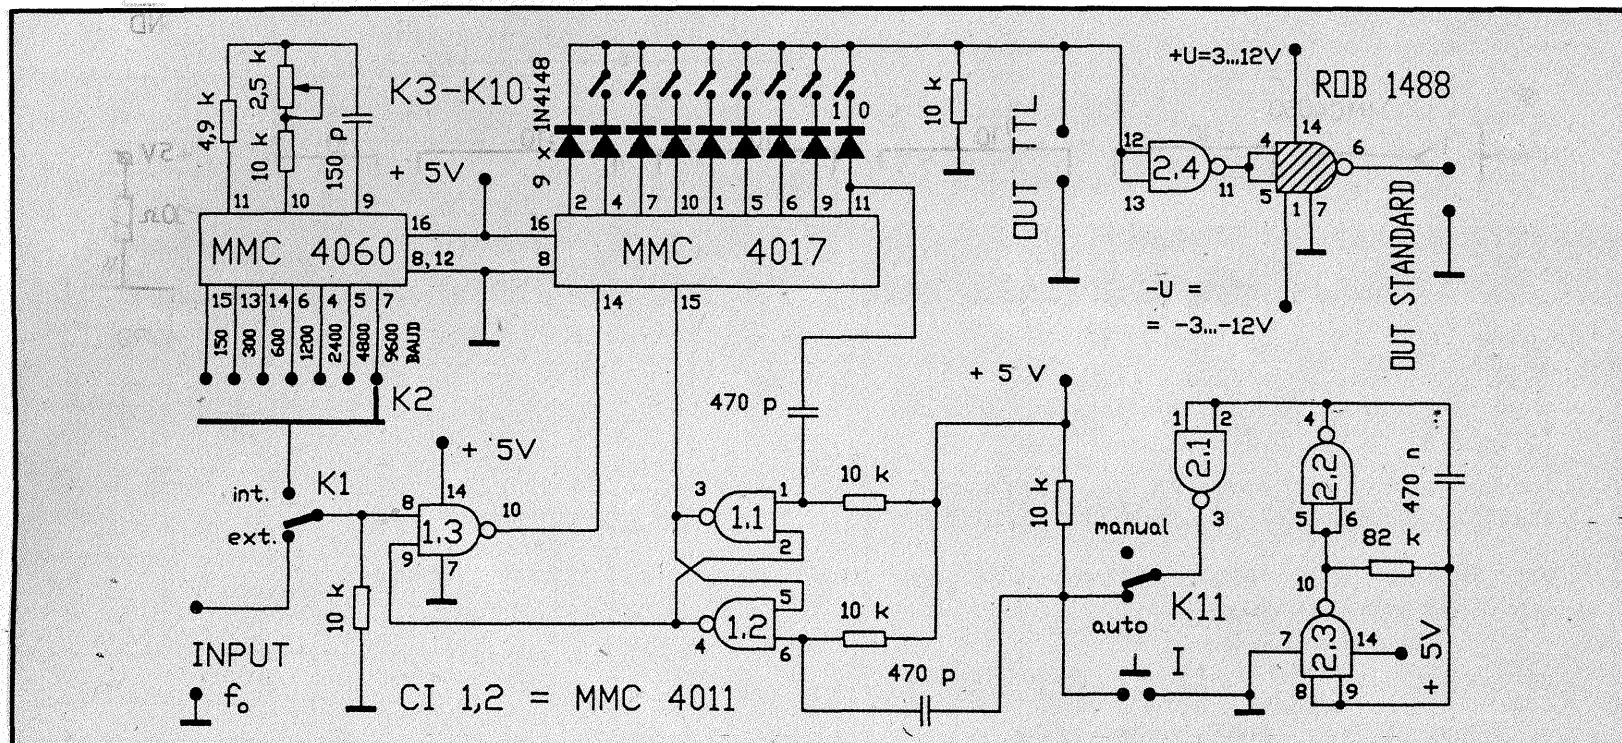 4,9 k
2,5 k
10 k
150 p
K3-K10
9 x 1N4148
1 0
10 k
OUT TTL
+U=3...12V
ROB 1488
14
12
13
2.4
11
4
5
6
1
7
-U =
= -3...-12V
OUT STANDARD
+ 5V
11
10
9
MMC 4060
16
8,12
15
13
14
6
4
5
7
150
300
600
1200
2400
4800
9600
BAUD
K2
2
4
7
10
1
5
6
9
11
16
8
MMC 4017
14
15
470 p
+ 5 V
int.
K1
ext.
+ 5V
14
8
9
1.3
10
7
10 k
INPUT
fo
3
1.1
1
2
10 k
4
1.2
5
6
10 k
470 p
CI 1,2 = MMC 4011
10 k
manual
K11
auto
I
1
2
2.1
3
4
2.2
5
6
470 n
82 k
10
7
2.3
14
8
9
+ 5V
ND
5V